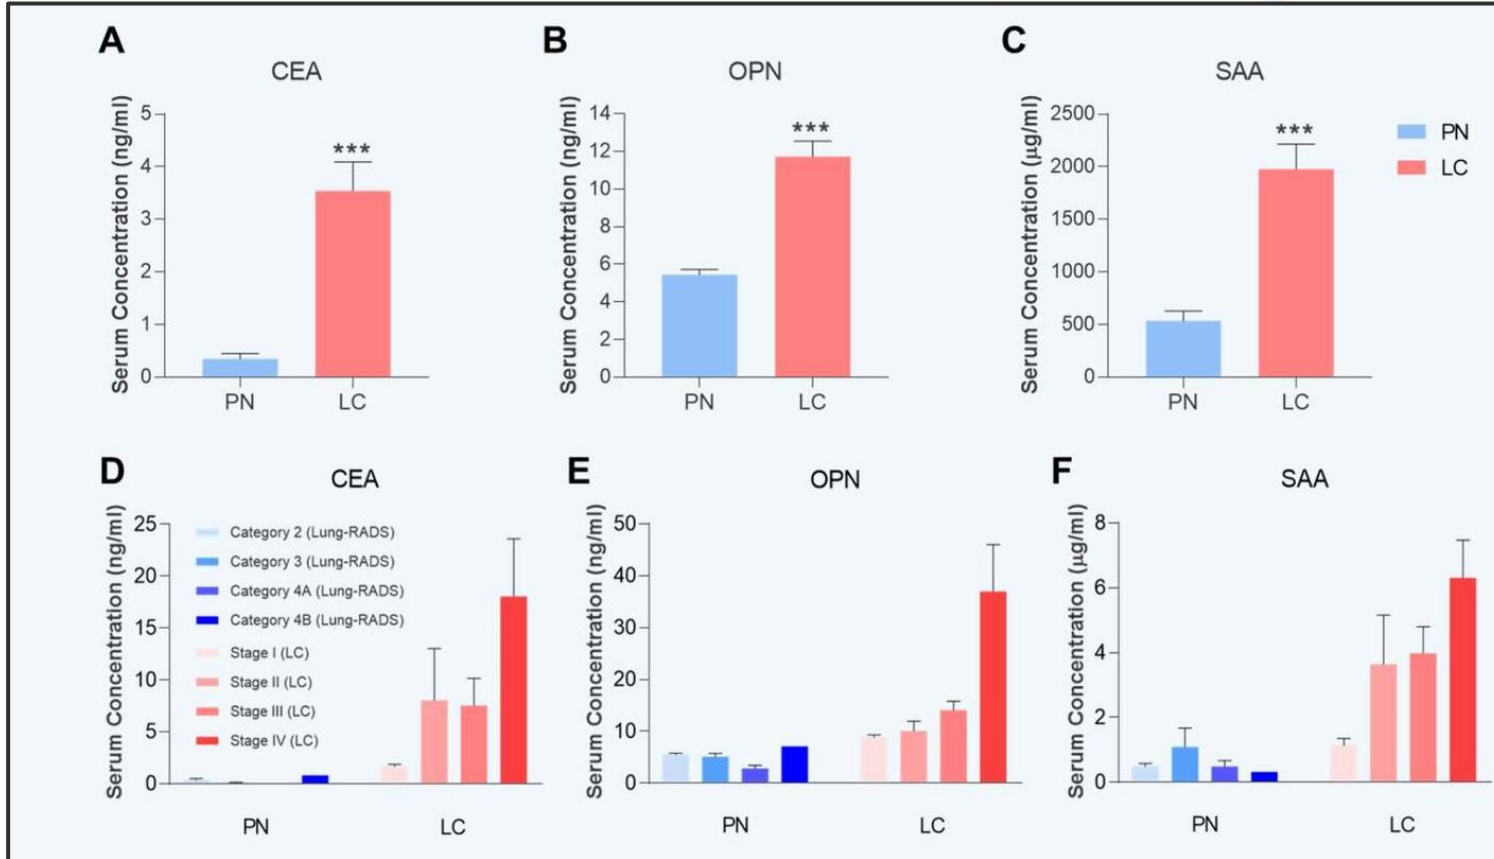 A
CEA
Serum Concentration (ng/ml)
5
4
3
2
1
0
***
PN
LC
B
OPN
Serum Concentration (ng/ml)
14
12
10
8
6
4
2
0
***
PN
LC
C
SAA
Serum Concentration (μg/ml)
2500
2000
1500
1000
500
0
***
PN
LC
PN
LC
D
CEA
Serum Concentration (ng/ml)
25
20
15
10
5
0
Category 2 (Lung-RADS)
Category 3 (Lung-RADS)
Category 4A (Lung-RADS)
Category 4B (Lung-RADS)
Stage I (LC)
Stage II (LC)
Stage III (LC)
Stage IV (LC)
PN
LC
E
OPN
Serum Concentration (ng/ml)
50
40
30
20
10
0
PN
LC
F
SAA
Serum Concentration (μg/ml)
8
6
4
2
0
PN
LC